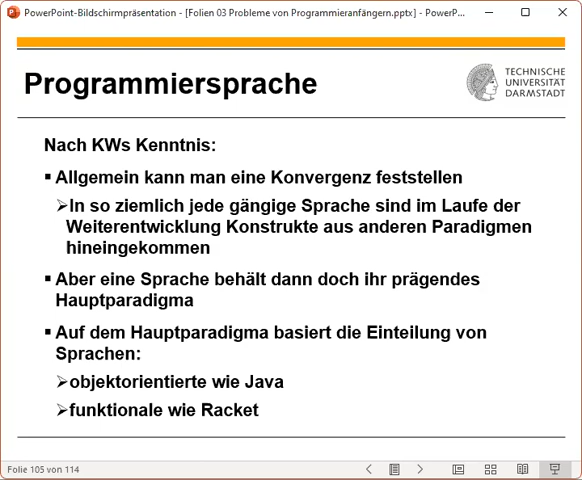 PowerPoint-Bildschirmpräsentation - [Folien 03 Probleme von Programmieranfängern.pptx] - PowerP...
Programmiersprache
TECHNISCHE
UNIVERSITÄT
DARMSTADT
Nach KWs Kenntnis:
▪ Allgemein kann man eine Konvergenz feststellen
➢In so ziemlich jede gängige Sprache sind im Laufe der
Weiterentwicklung Konstrukte aus anderen Paradigmen
hineingekommen
▪ Aber eine Sprache behält dann doch ihr prägendes
Hauptparadigma
▪ Auf dem Hauptparadigma basiert die Einteilung von
Sprachen:
➢objektorientierte wie Java
➢funktionale wie Racket
Folie 105 von 114